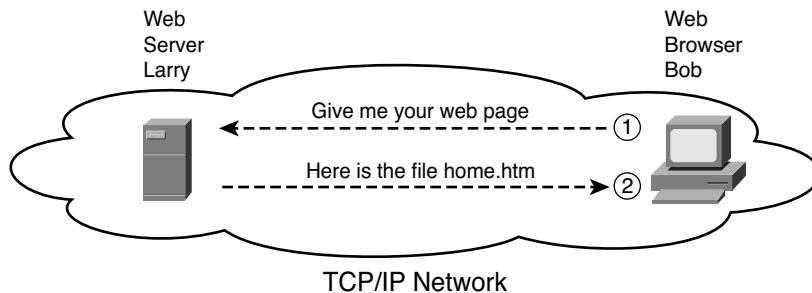 Web
Server
Larry
Web
Browser
Bob
Give me your web page
1
Here is the file home.htm
2
TCP/IP Network